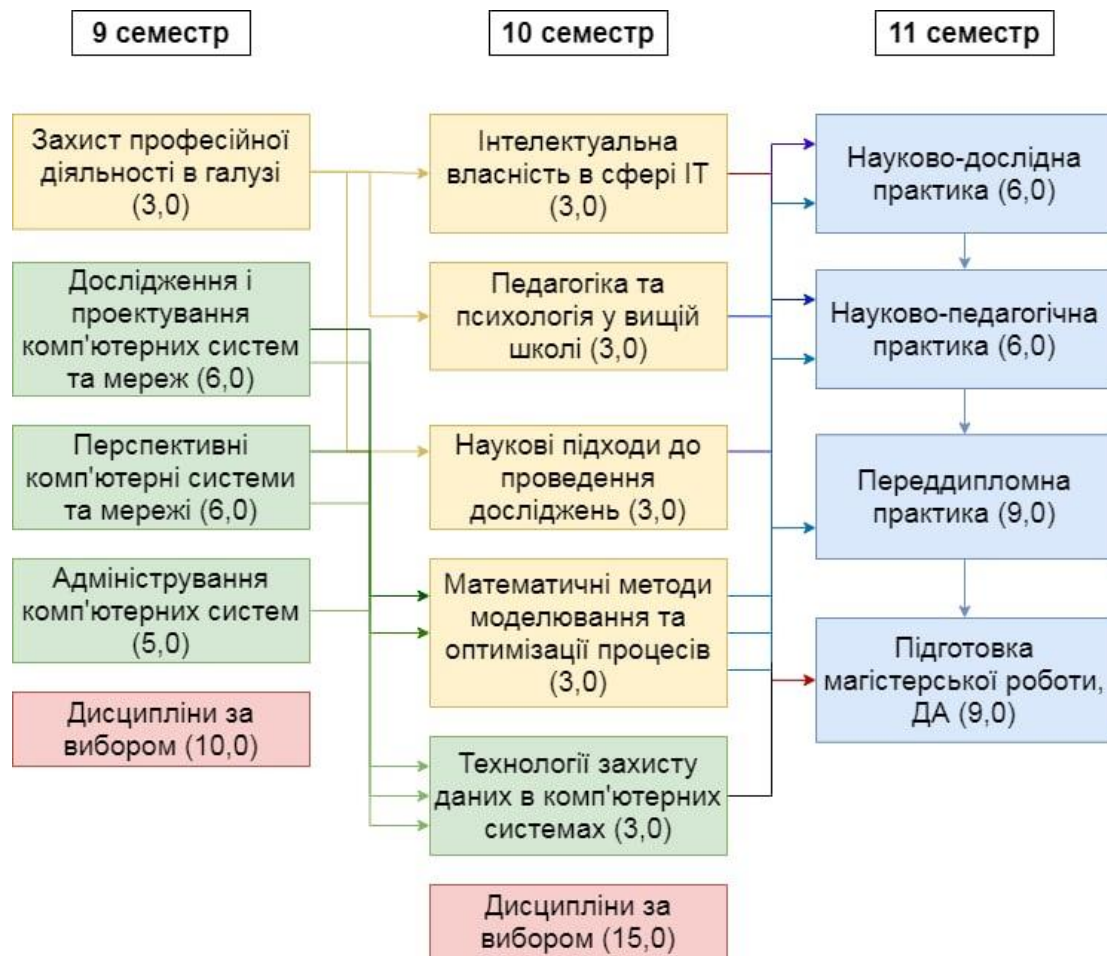 9 семестр
10 семестр
11 семестр
Захист професійної
діяльності в галузі
(3,0)
Дослідження і
проектування
комп'ютерних систем
та мереж (6,0)
Перспективні
комп'ютерні системи
та мережі (6,0)
Адміністрування
комп'ютерних систем
(5,0)
Дисципліни за
вибором (10,0)
Інтелектуальна
власність в сфері ІТ
(3,0)
Педагогіка та
психологія у вищій
школі (3,0)
Наукові підходи до
проведення
досліджень (3,0)
Математичні методи
моделювання та
оптимізації процесів
(3,0)
Технології захисту
даних в комп'ютерних
системах (3,0)
Дисципліни за
вибором (15,0)
Науково-дослідна
практика (6,0)
Науково-педагогічна
практика (6,0)
Переддипломна
практика (9,0)
Підготовка
магістерської роботи,
ДА (9,0)